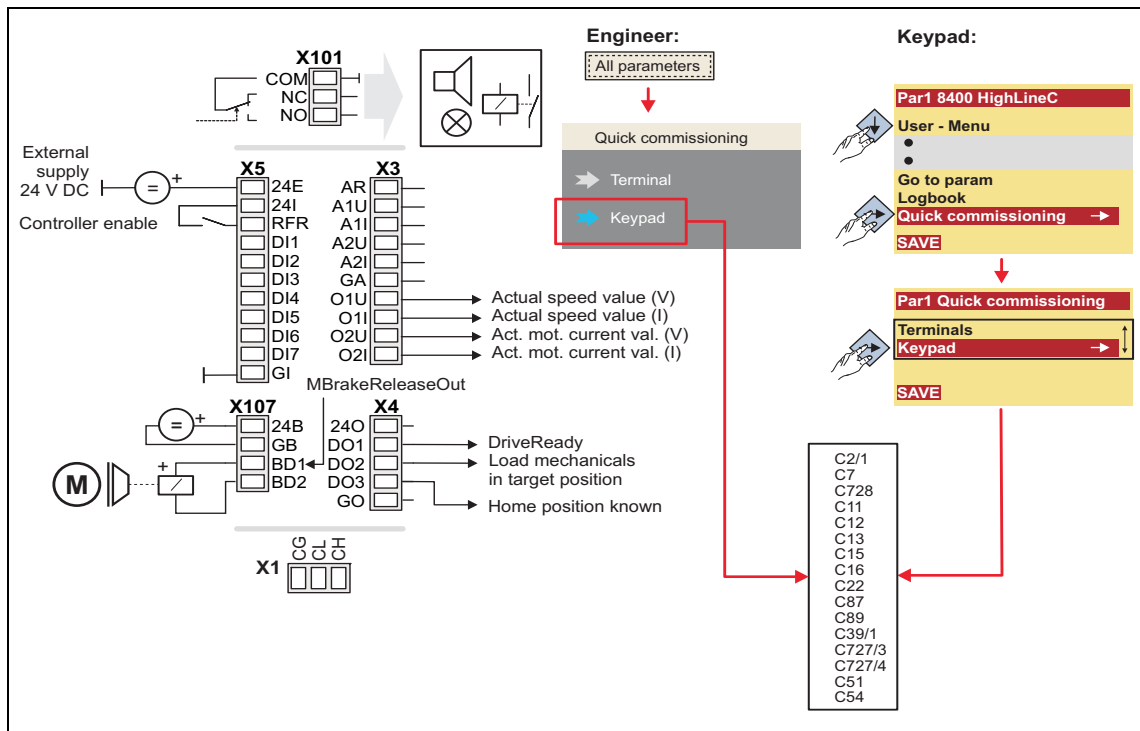 X101
COM
NC
NO
External
supply
24 V DC
=
+
Controller enable
X5
24E
24I
RFR
DI1
DI2
DI3
DI4
DI5
DI6
DI7
GI
X3
AR
A1U
A1I
A2U
A2I
GA
O1U
O1I
O2U
O2I
Actual speed value (V)
Actual speed value (I)
Act. mot. current val. (V)
Act. mot. current val. (I)
MBrakeReleaseOut
X107
=
+
24B
GB
BD1
BD2
M
+
X4
24O
DO1
DO2
DO3
GO
DriveReady
Load mechanicals
in target position
Home position known
X1
CG
CL
CH
Engineer:
All parameters
Quick commissioning
Terminal
Keypad
Keypad:
Par1 8400 HighLineC
User - Menu
Go to param
Logbook
Quick commissioning
SAVE
Par1 Quick commissioning
Terminals
Keypad
SAVE
C2/1
C7
C728
C11
C12
C13
C15
C16
C22
C87
C89
C39/1
C727/3
C727/4
C51
C54